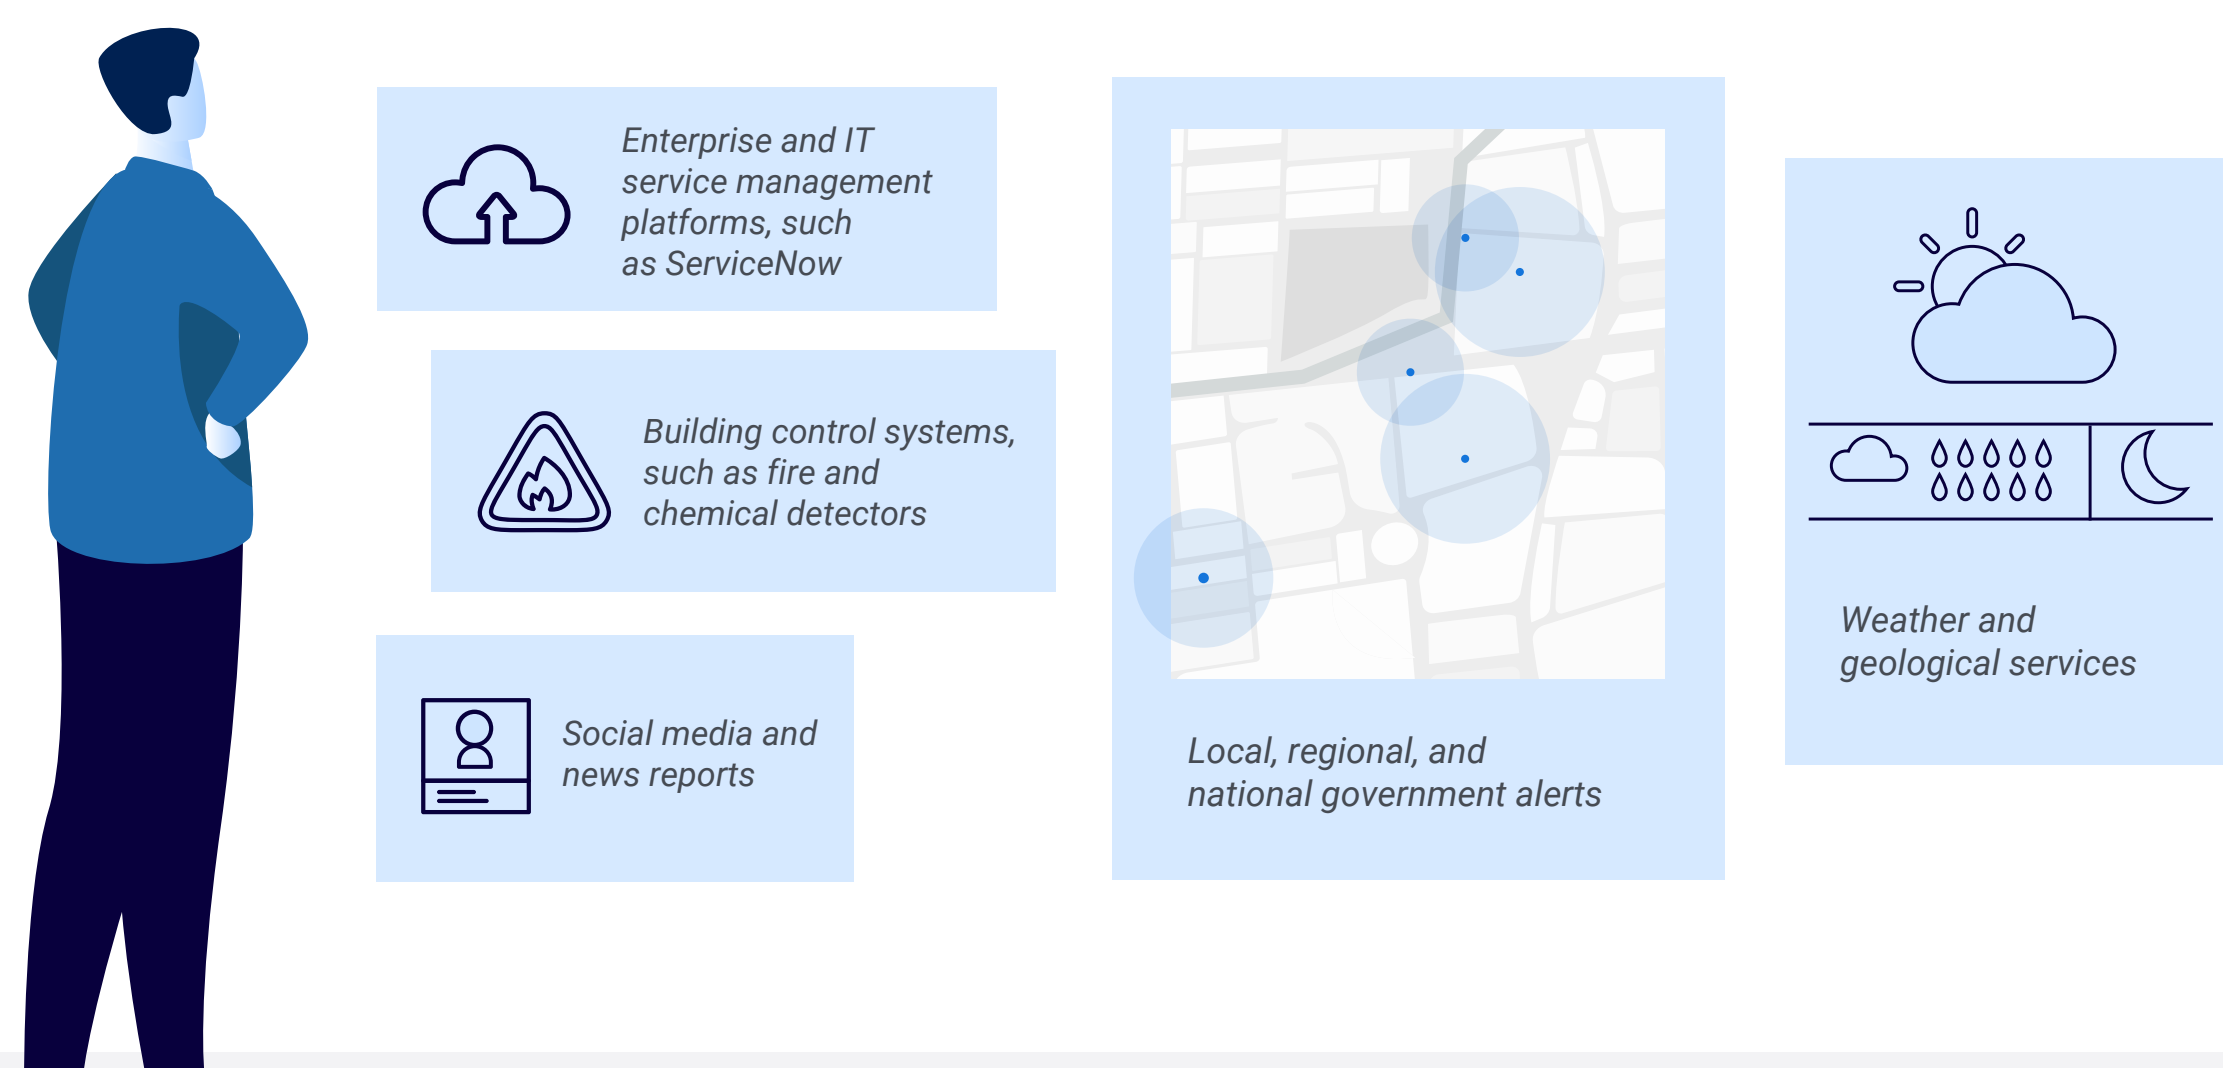 Enterprise and IT
service management
platforms, such
as ServiceNow
Building control systems,
such as fire and
chemical detectors
Social media and
news reports
Local, regional, and
national government alerts
Weather and
geological services